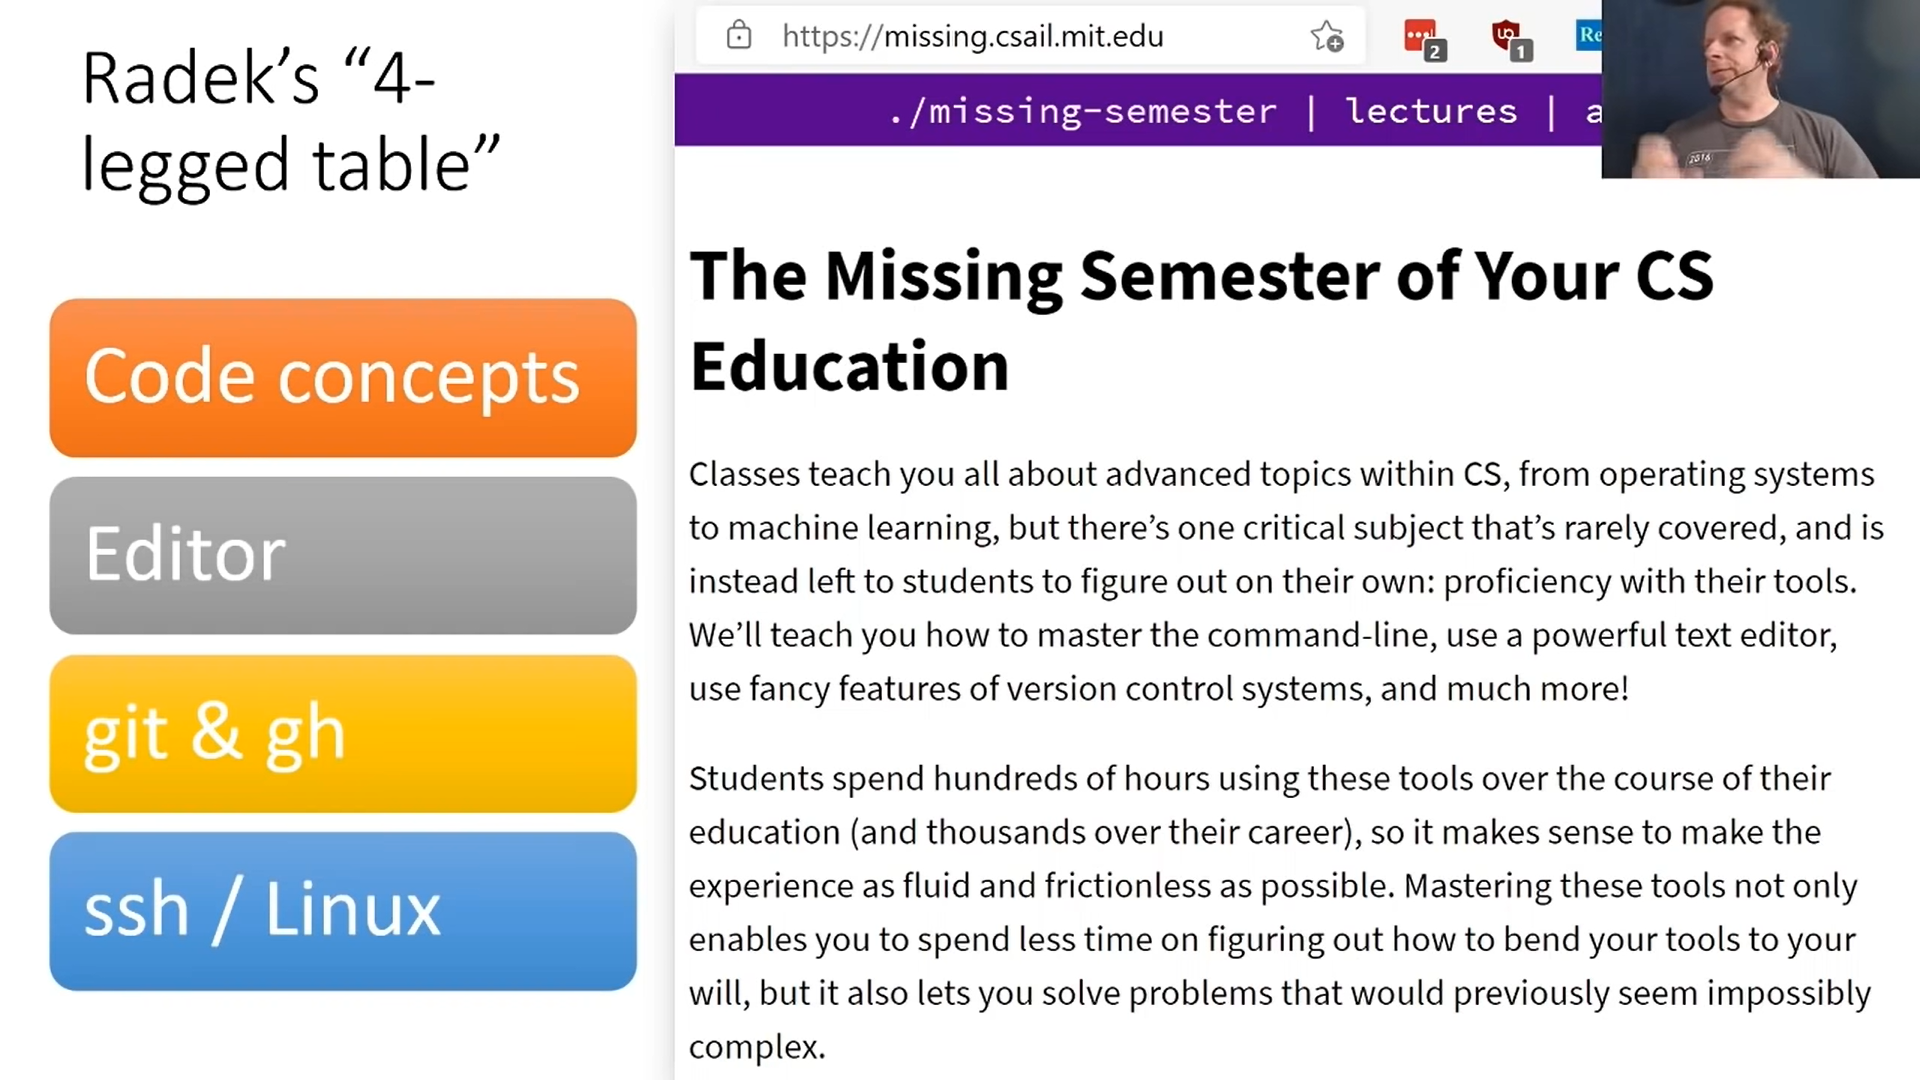 Radek’s “4-
legged table”
Code concepts
Editor
git & gh
ssh / Linux
https://missing.csail.mit.edu
2
1
Re
./missing-semester | lectures | a
2016
The Missing Semester of Your CS
Education
Classes teach you all about advanced topics within CS, from operating systems
to machine learning, but there’s one critical subject that’s rarely covered, and is
instead left to students to figure out on their own: proficiency with their tools.
We’ll teach you how to master the command-line, use a powerful text editor,
use fancy features of version control systems, and much more!
Students spend hundreds of hours using these tools over the course of their
education (and thousands over their career), so it makes sense to make the
experience as fluid and frictionless as possible. Mastering these tools not only
enables you to spend less time on figuring out how to bend your tools to your
will, but it also lets you solve problems that would previously seem impossibly
complex.